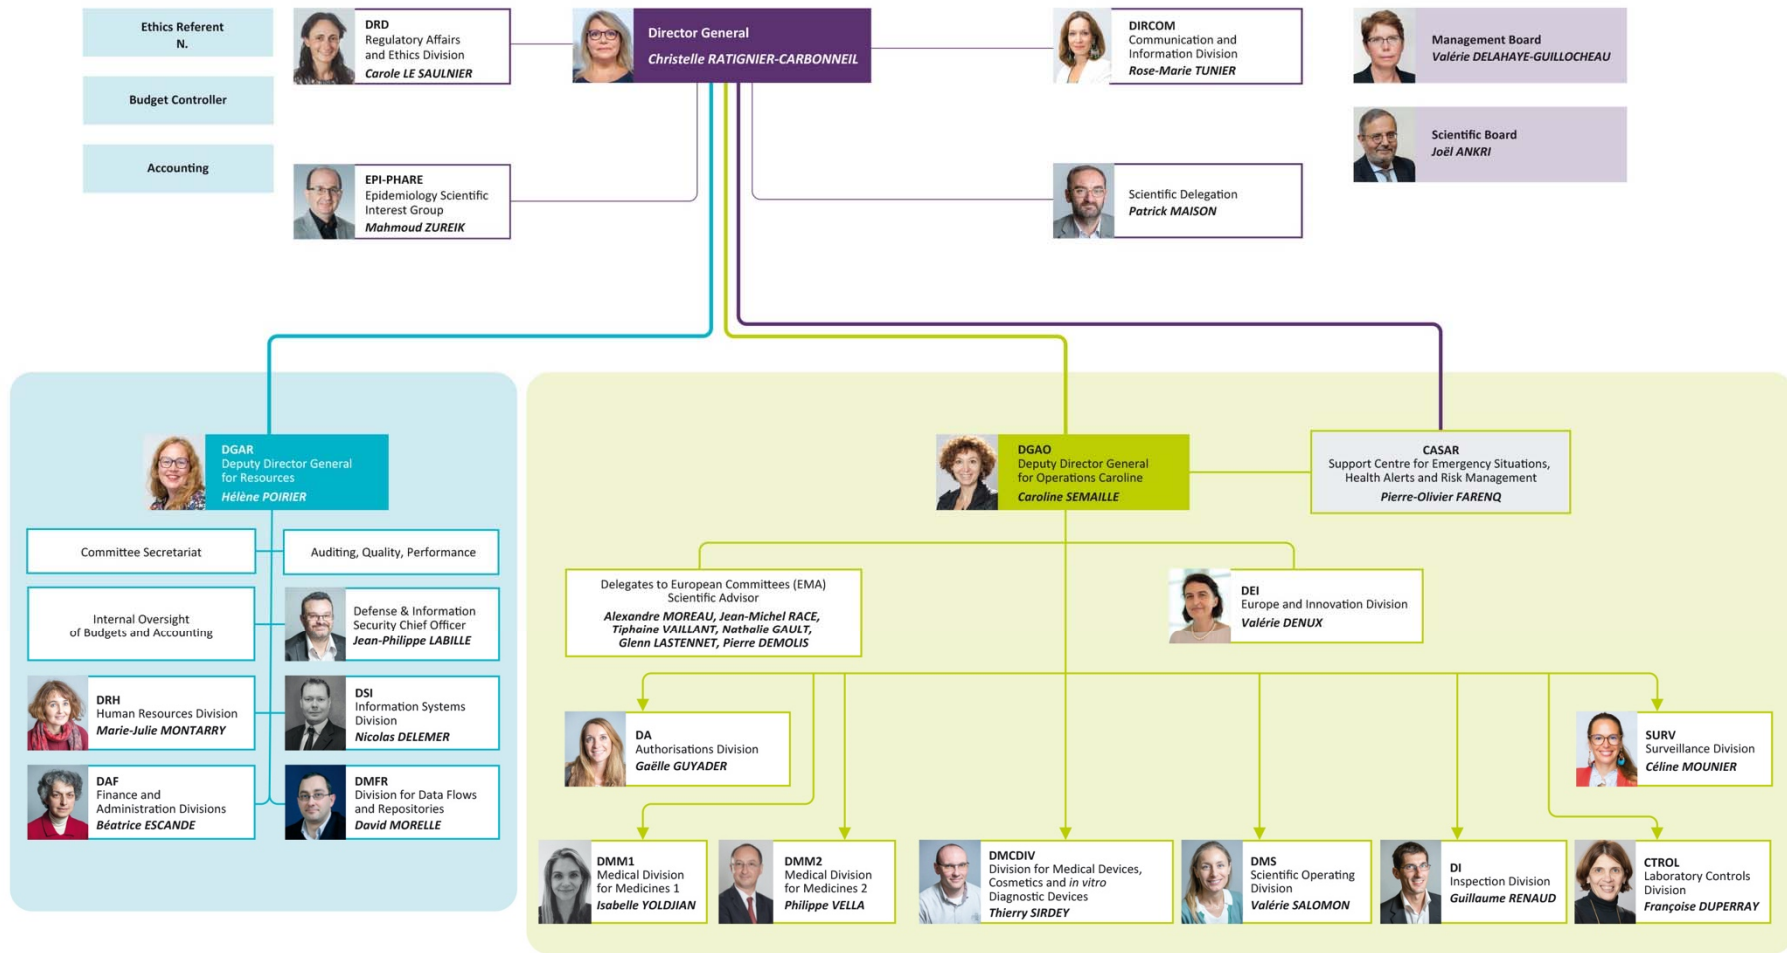 Ethics Referent
N.
Budget Controller
Accounting
DRD
Regulatory Affairs
and Ethics Division
Carole LE SAULNIER
EPI-PHARE
Epidemiology Scientific
Interest Group
Mahmoud ZUREIK
Director General
Christelle RATIGNIER-CARBONNEIL
DIRCOM
Communication and
Information Division
Rose-Marie TUNIER
Scientific Delegation
Patrick MAISON
Management Board
Valérie DELAHAYE-GUILLOCHEAU
Scientific Board
Joël ANKRI
DGAR
Deputy Director General
for Resources
Hélène POIRIER
Committee Secretariat
Auditing, Quality, Performance
Internal Oversight
of Budgets and Accounting
Defense & Information
Security Chief Officer
Jean-Philippe LABILLE
DRH
Human Resources Division
Marie-Julie MONTARRY
DSI
Information Systems
Division
Nicolas DELEMER
DAF
Finance and
Administration Divisions
Béatrice ESCANDE
DMFR
Division for Data Flows
and Repositories
David MORELLE
DGAO
Deputy Director General
for Operations Caroline
Caroline SEMAILLE
CASAR
Support Centre for Emergency Situations,
Health Alerts and Risk Management
Pierre-Olivier FARENQ
Delegates to European Committees (EMA)
Scientific Advisor
Alexandre MOREAU, Jean-Michel RACE,
Tiphaine VAILLANT, Nathalie GAULT,
Glenn LASTENNET, Pierre DEMOLIS
DEI
Europe and Innovation Division
Valérie DENUX
DA
Authorisations Division
Gaëlle GUYADER
SURV
Surveillance Division
Céline MOUNIER
DMM1
Medical Division
for Medicines 1
Isabelle YOLDJIAN
DMM2
Medical Division
for Medicines 2
Philippe VELLA
DMCDIV
Division for Medical Devices,
Cosmetics and in vitro
Diagnostic Devices
Thierry SIRDEY
DMS
Scientific Operating
Division
Valérie SALOMON
DI
Inspection Division
Guillaume RENAUD
CTROL
Laboratory Controls
Division
Françoise DUPERRAY